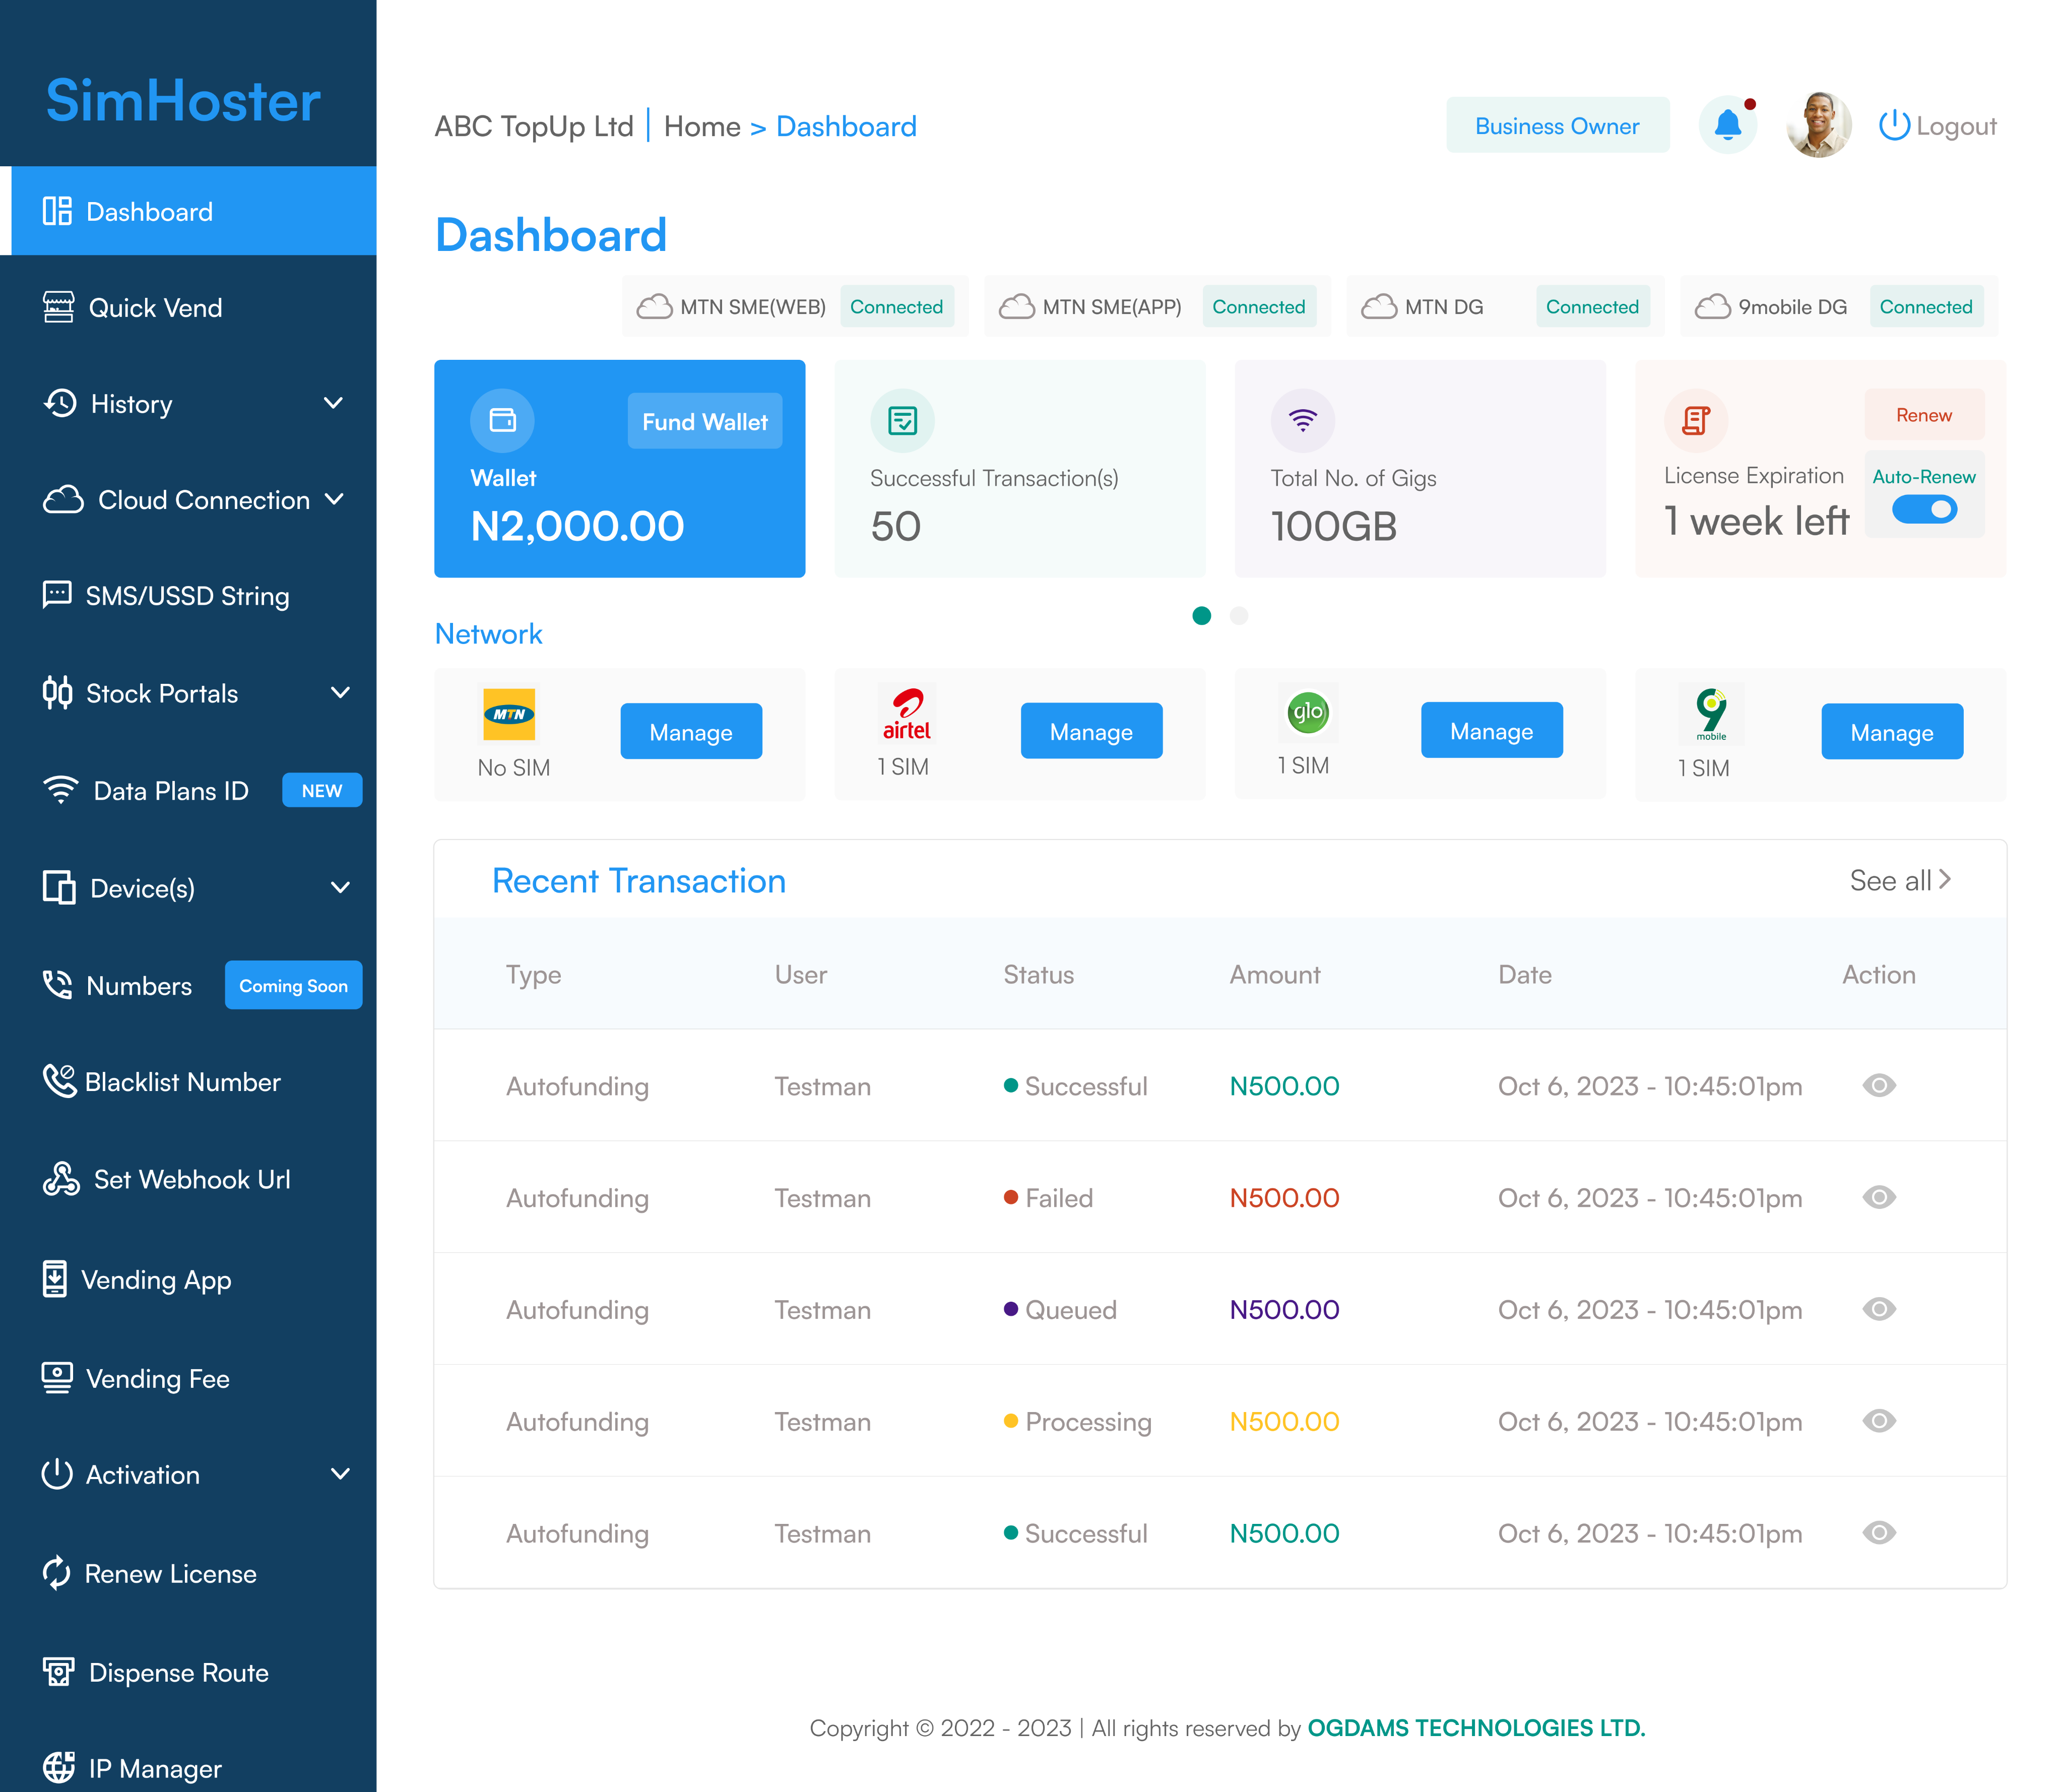 SimHoster
Dashboard
Quick Vend
History
Cloud Connection
SMS/USSD String
Stock Portals
Data Plans ID NEW
Device(s)
Numbers Coming Soon
Blacklist Number
Set Webhook Url
Vending App
Vending Fee
Activation
Renew License
Dispense Route
IP Manager
ABC TopUp Ltd | Home > Dashboard
Business Owner
Logout
Dashboard
MTN SME(WEB) Connected
MTN SME(APP) Connected
MTN DG Connected
9mobile DG Connected
Fund Wallet
Wallet
N2,000.00
Successful Transaction(s)
50
Total No. of Gigs
100GB
Renew
License Expiration
Auto-Renew
1 week left
Network
MTN
No SIM
Manage
airtel
1 SIM
Manage
glo
1 SIM
Manage
9
mobile
1 SIM
Manage
Recent Transaction
See all >
Type User Status Amount Date Action
Autofunding Testman Successful N500.00 Oct 6, 2023 - 10:45:01pm
Autofunding Testman Failed N500.00 Oct 6, 2023 - 10:45:01pm
Autofunding Testman Queued N500.00 Oct 6, 2023 - 10:45:01pm
Autofunding Testman Processing N500.00 Oct 6, 2023 - 10:45:01pm
Autofunding Testman Successful N500.00 Oct 6, 2023 - 10:45:01pm
Copyright © 2022 - 2023 | All rights reserved by OGDAMS TECHNOLOGIES LTD.